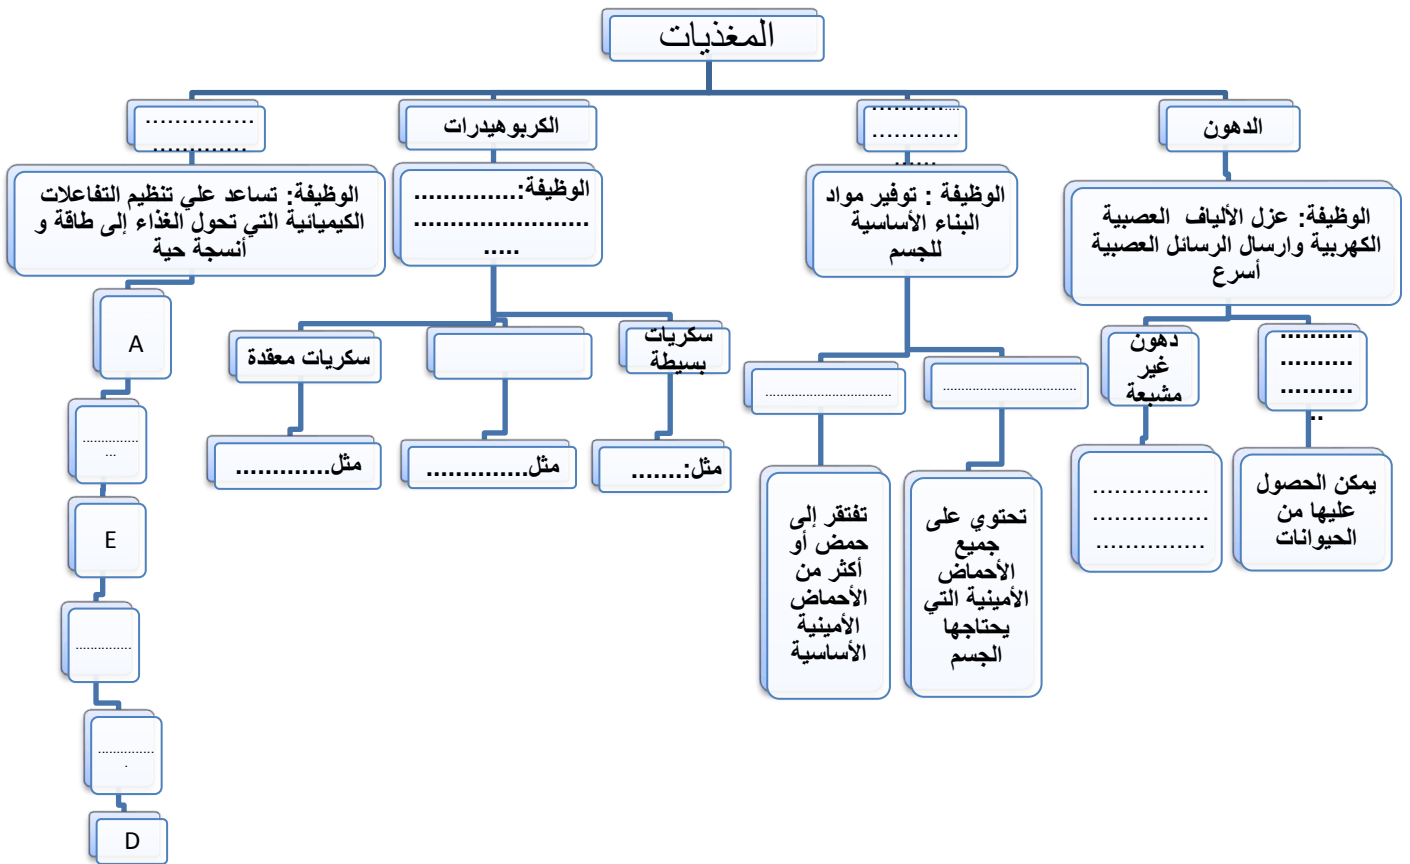 المغذيات
الدهون
الوظيفة: عزل الألياف العصبية
الكهربية وارسال الرسائل العصبية
أسرع
..........
..........
..........
..
يمكن الحصول
عليها من
الحيوانات
دهون
غير
مشبعة
................
................
...............
................
............
......
الوظيفة : توفير مواد
البناء الأساسية
للجسم
....................................
تحتوي على
جميع
الأحماض
الأمينية التي
يحتاجها
الجسم
..................................
تفتقر إلى
حمض أو
أكثر من
الأحماض
الأمينية
الأساسية
الكربوهيدرات
الوظيفة:..............
........................
.....
سكريات
بسيطة
مثل:........
مثل..............
سكريات معقدة
مثل.............
...............
.............
الوظيفة: تساعد علي تنظيم التفاعلات
الكيميائية التي تحول الغذاء إلى طاقة و
أنسجة حية
A
...............
...
E
...............
...............
.
D